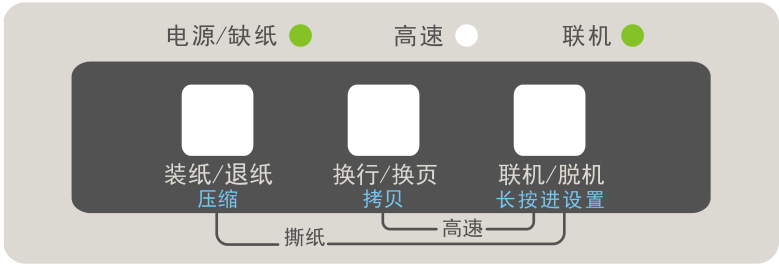 电源/缺纸 高速 联机
装纸/退纸 换行/换页 联机/脱机
压缩 拷贝 长按进设置
高速
撕纸